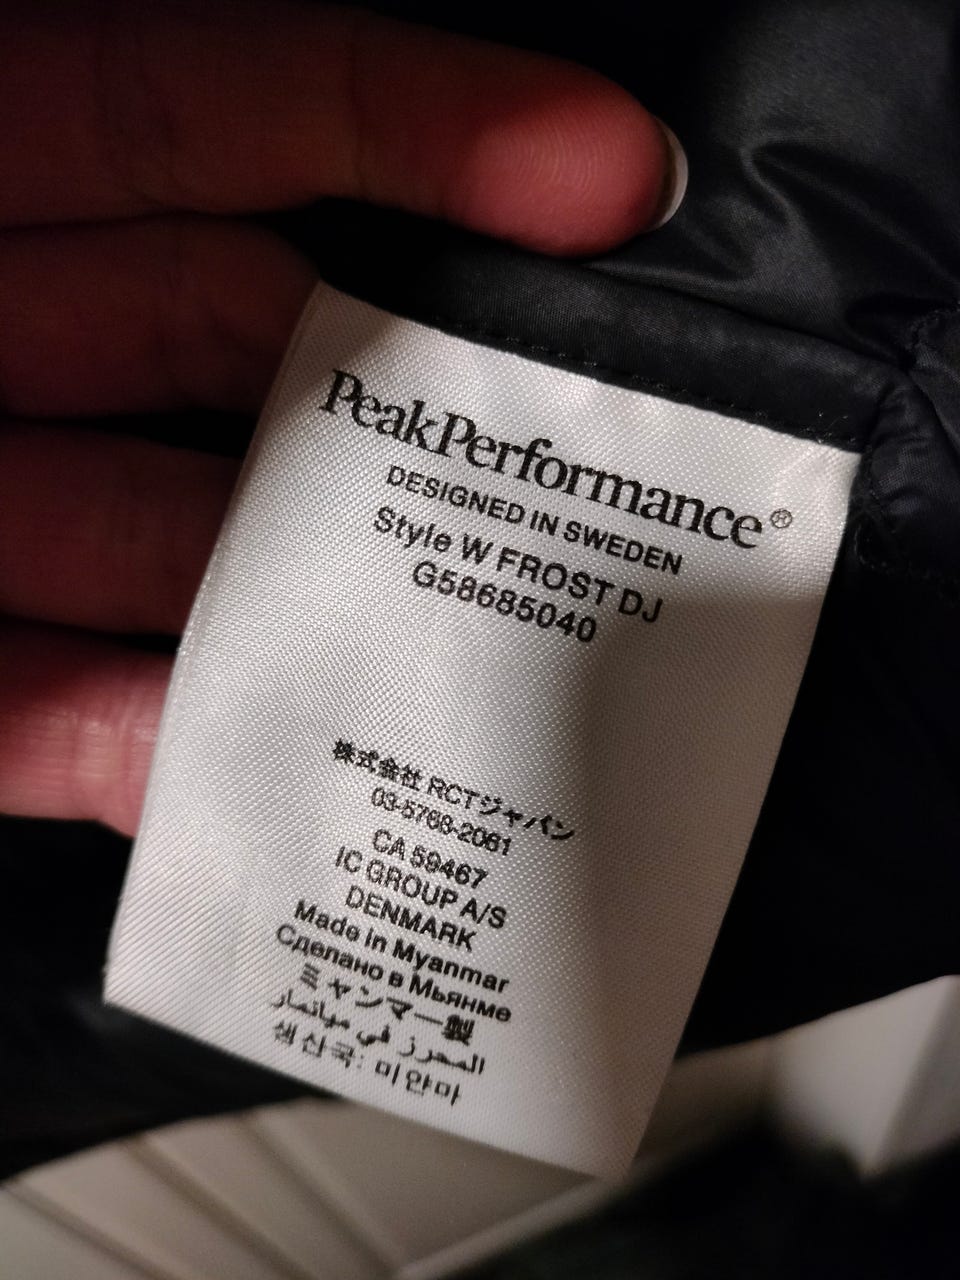 PeakPerformance®
DESIGNED IN SWEDEN
Style W FROST DJ
G58685040
株式会社 RCTジャパン
03-5768-2061
CA 59467
IC GROUP A/S
DENMARK
Made in Myanmar
Сделано в Мьянме
ミャンマー製
المحرز في ميانمار
생산국: 미얀마